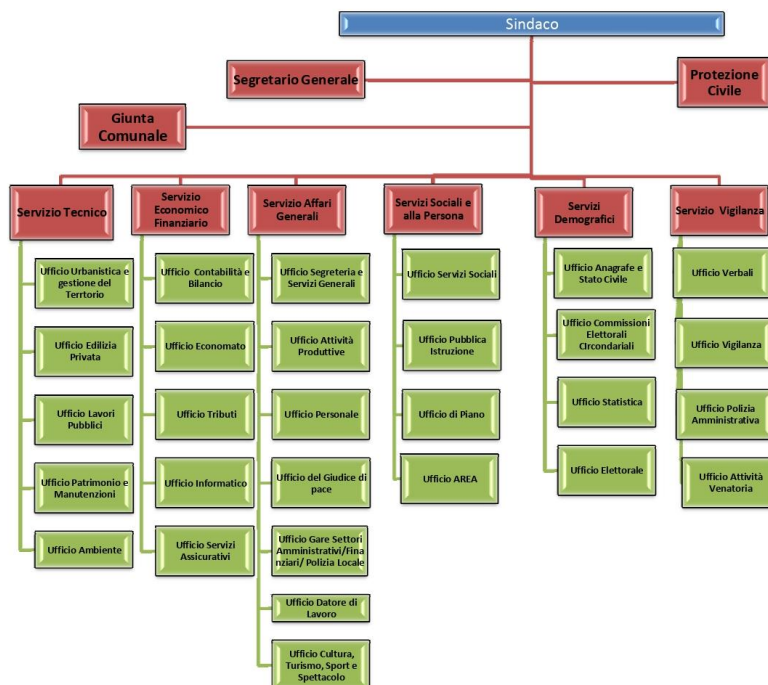 Sindaco
Segretario Generale
Protezione
Civile
Giunta
Comunale
Servizio Tecnico
Servizio
Economico
Finanziario
Servizio Affari
Generali
Servizi Sociali e
alla Persona
Servizi
Demografici
Servizio Vigilanza
Ufficio Urbanistica e
gestione del
Terrtorio
Ufficio Edilizia
Privata
Ufficio Lavori
Pubblici
Ufficio Patrimonio e
Manutenzioni
Ufficio Ambiente
Ufficio Contabilità e
Bilancio
Ufficio Economato
Ufficio Tributi
Ufficio Informatico
Ufficio Servizi
Assicurativi
Ufficio Segreteria e
Servizi Generali
Ufficio Attività
Produttive
Ufficio Personale
Ufficio del Giudice di
pace
Ufficio Gare Settori
Amministrativi/Fina
nziari/ Polizia Locale
Ufficio Datore di
Lavoro
Ufficio Cultura,
Turismo, Sport e
Spettacolo
Ufficio Servizi Sociali
Ufficio Pubblica
Istruzione
Ufficio di Piano
Ufficio AREA
Ufficio Anagrafe e
Stato Civile
Ufficio Commissioni
Elettorali
CIrcondariali
Ufficio Statistica
Ufficio Elettorale
Ufficio Verbali
Ufficio Vigilanza
Ufficio Polizia
Amministrativa
Ufficio Attività
Venatoria